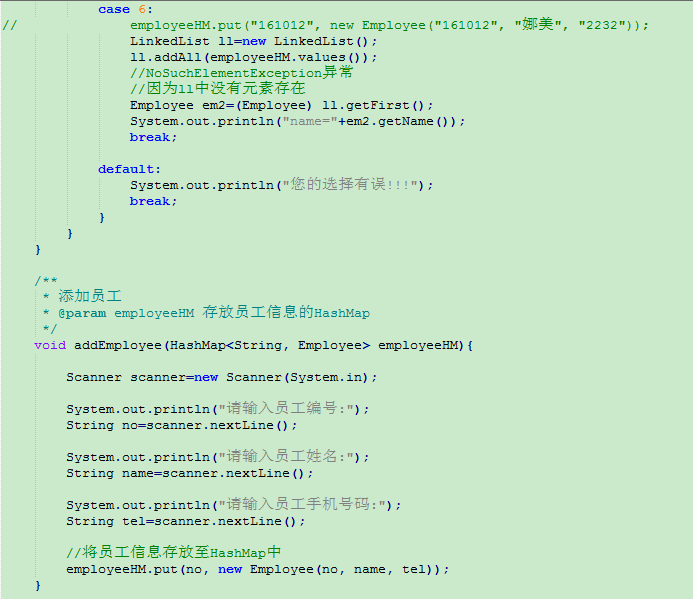 case 6:
//              employeeHM.put("161012", new Employee("161012", "娜美", "2232"));
LinkedList ll=new LinkedList();
ll.addAll(employeeHM.values());
//NoSuchElementException异常
//因为ll中没有元素存在
Employee em2=(Employee) ll.getFirst();
System.out.println("name="+em2.getName());
break;
default:
System.out.println("您的选择有误!!!");
break;
}
}
}
/**
* 添加员工
* @param employeeHM 存放员工信息的HashMap
*/
void addEmployee(HashMap<String, Employee> employeeHM){
Scanner scanner=new Scanner(System.in);
System.out.println("请输入员工编号:");
String no=scanner.nextLine();
System.out.println("请输入员工姓名:");
String name=scanner.nextLine();
System.out.println("请输入员工手机号码:");
String tel=scanner.nextLine();
//将员工信息存放至HashMap中
employeeHM.put(no, new Employee(no, name, tel));
}